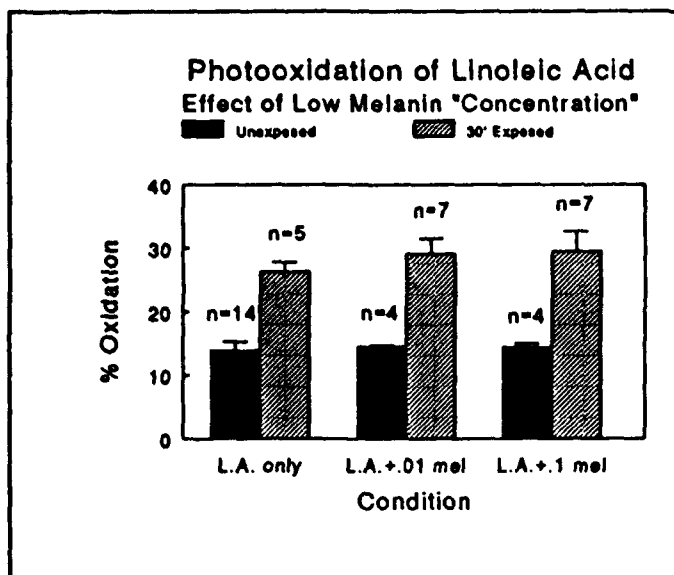 Photooxidation of Linoleic Acid
Effect of Low Melanin "Concentration"
Unexposed 30' Exposed
40
30
20
10
0
% Oxidation
n=14 n=5
n=4 n=7
n=4 n=7
L.A. only L.A.+.01 mel L.A.+.1 mel
Condition